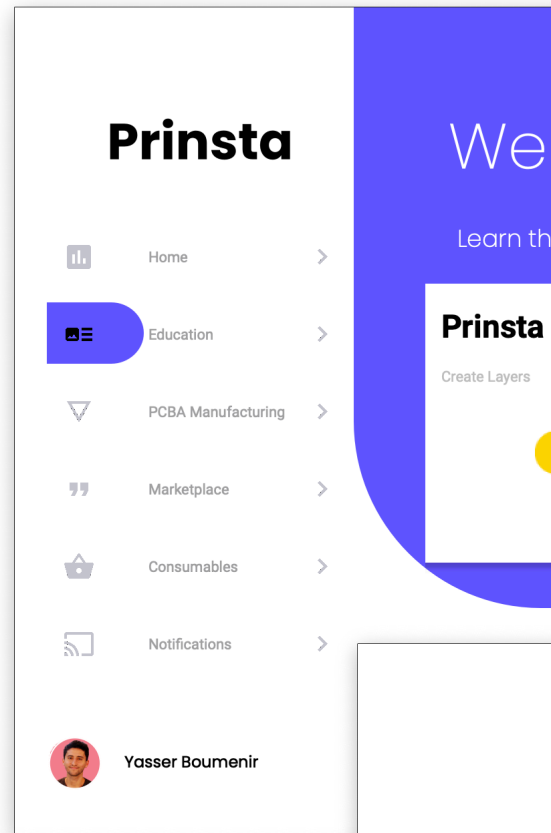 Prinsta
Home
Education
PCBA Manufacturing
Marketplace
Consumables
Notifications
Yasser Boumenir
We
Learn th
Prinsta
Create Layers